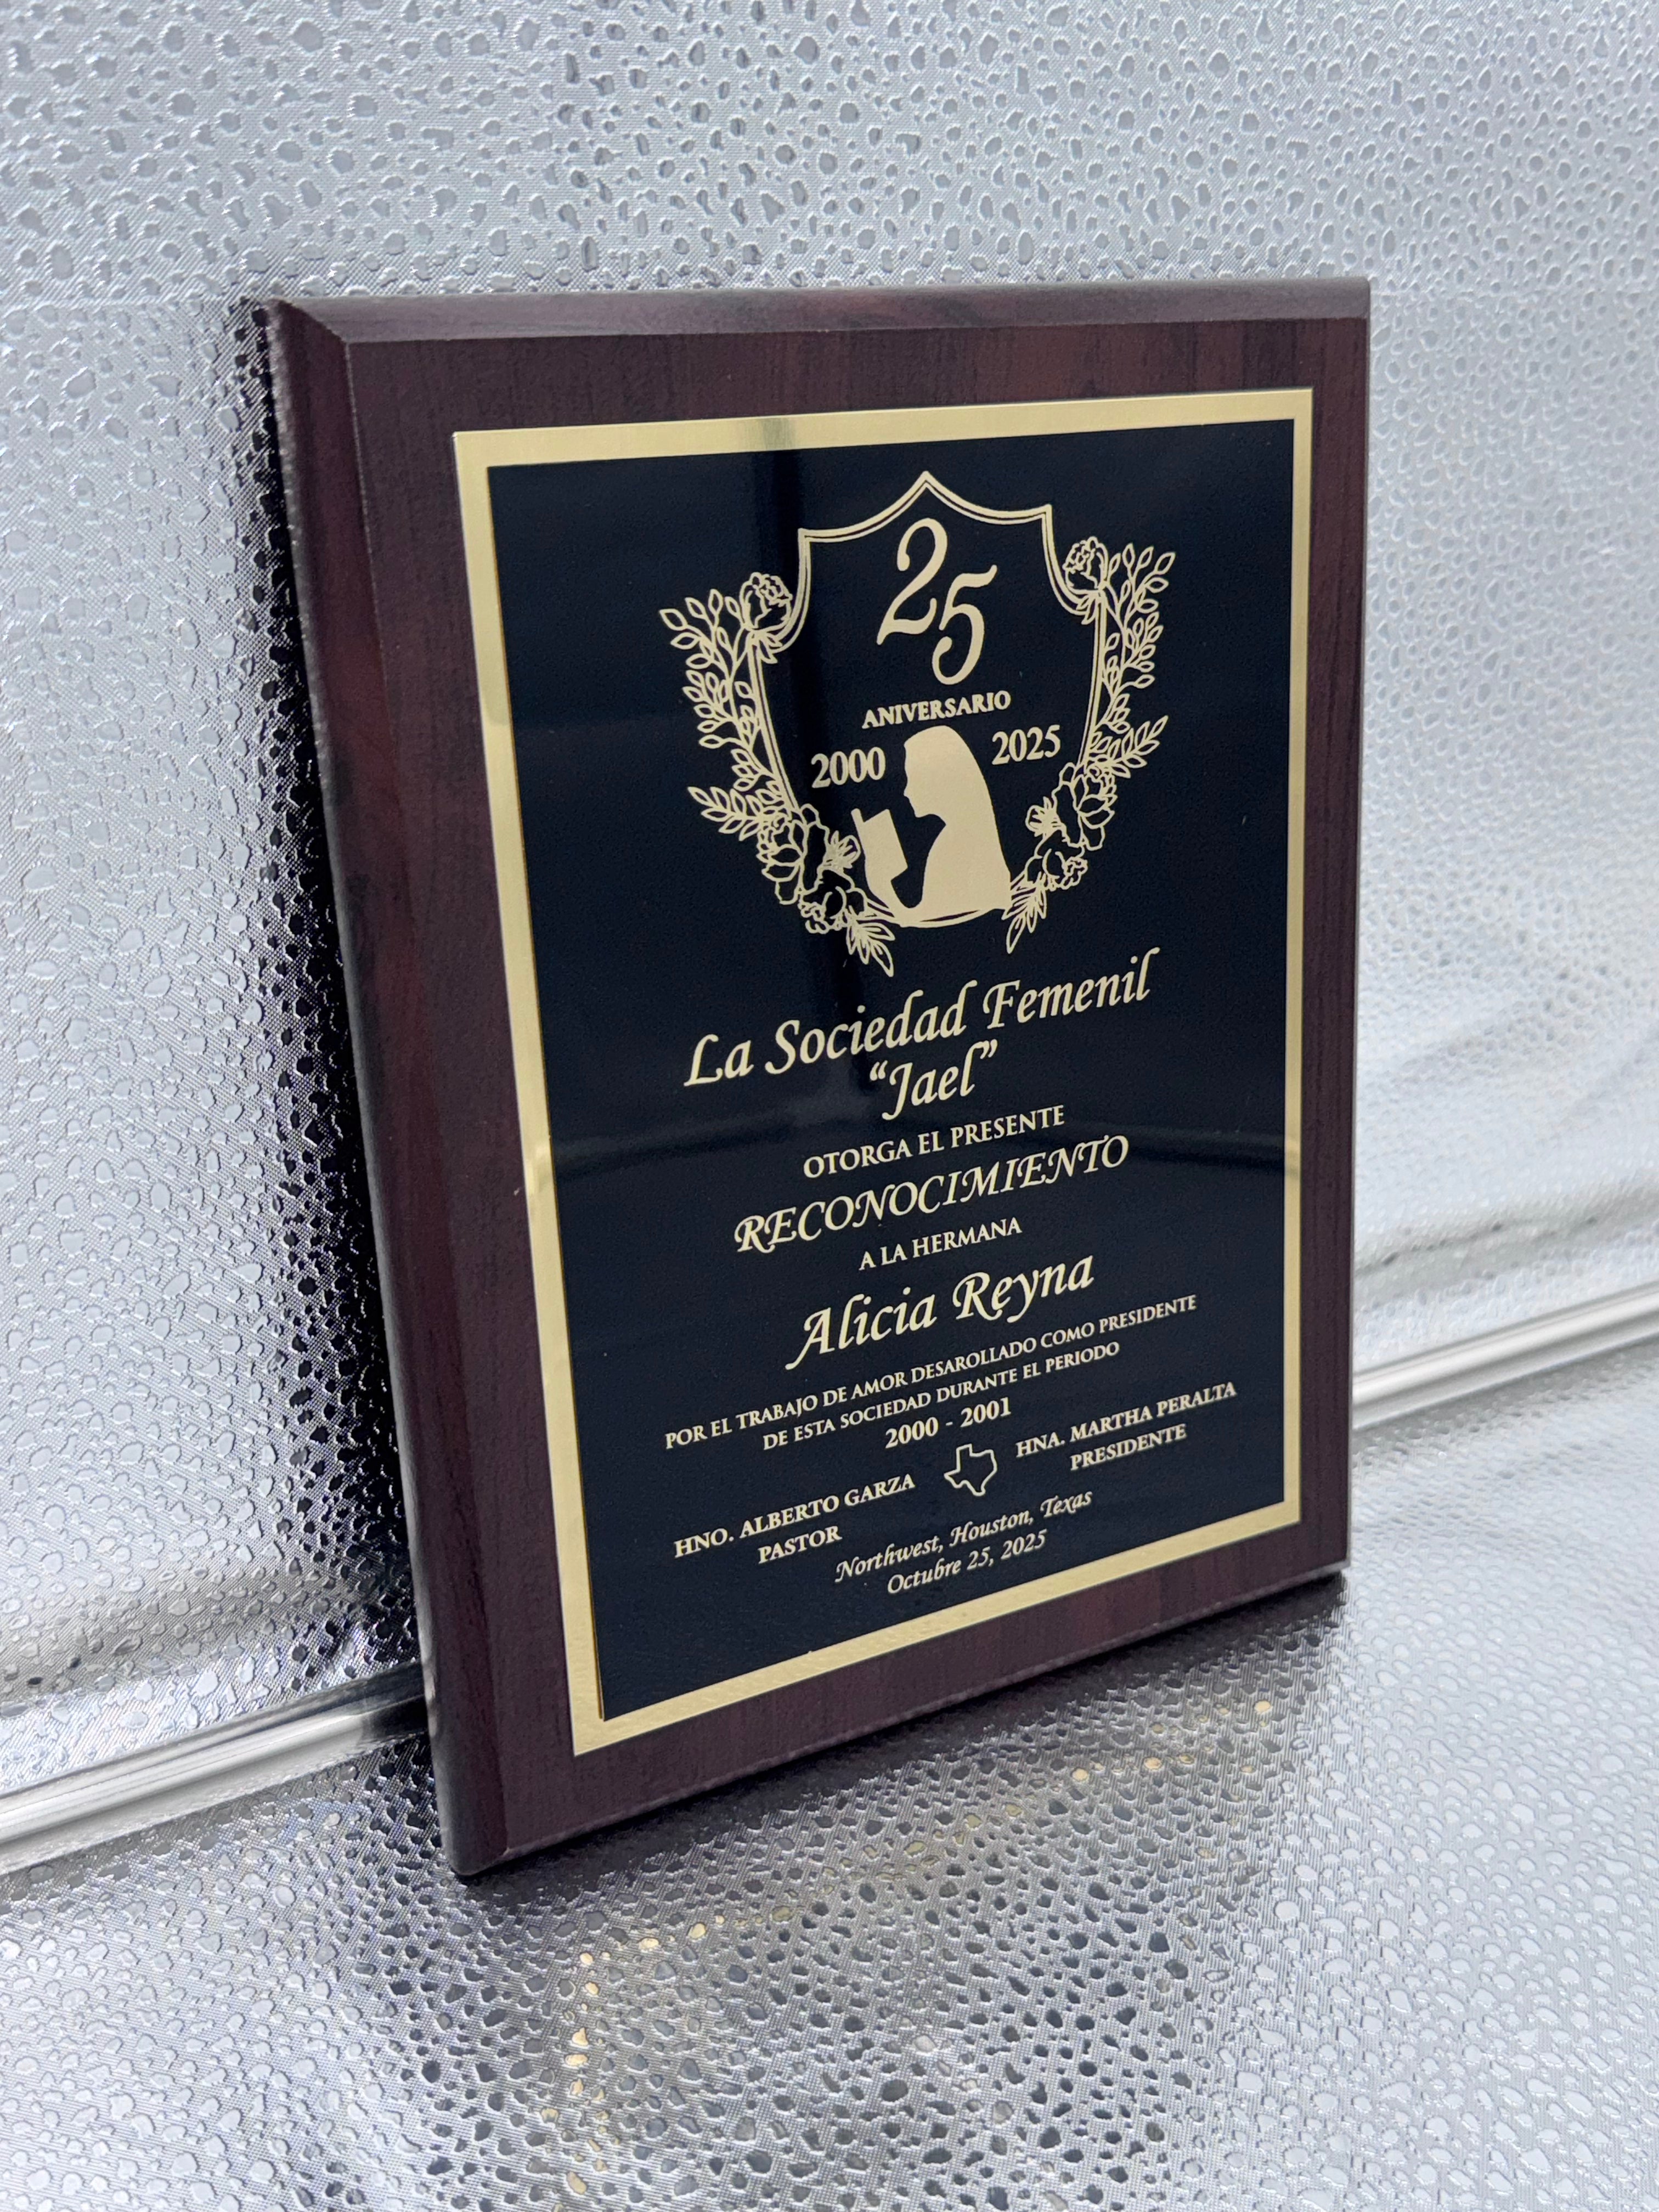 25
ANIVERSARIO
2000 2025
La Sociedad Femenil
“Jael”
OTORGA EL PRESENTE
RECONOCIMIENTO
A LA HERMANA
Alicia Reyna
POR EL TRABAJO DE AMOR DESAROLLADO COMO PRESIDENTE
DE ESTA SOCIEDAD DURANTE EL PERIODO
2000 - 2001
HNO. ALBERTO GARZA
PASTOR
HNA. MARTHA PERALTA
PRESIDENTE
Northwest, Houston, Texas
Octubre 25, 2025